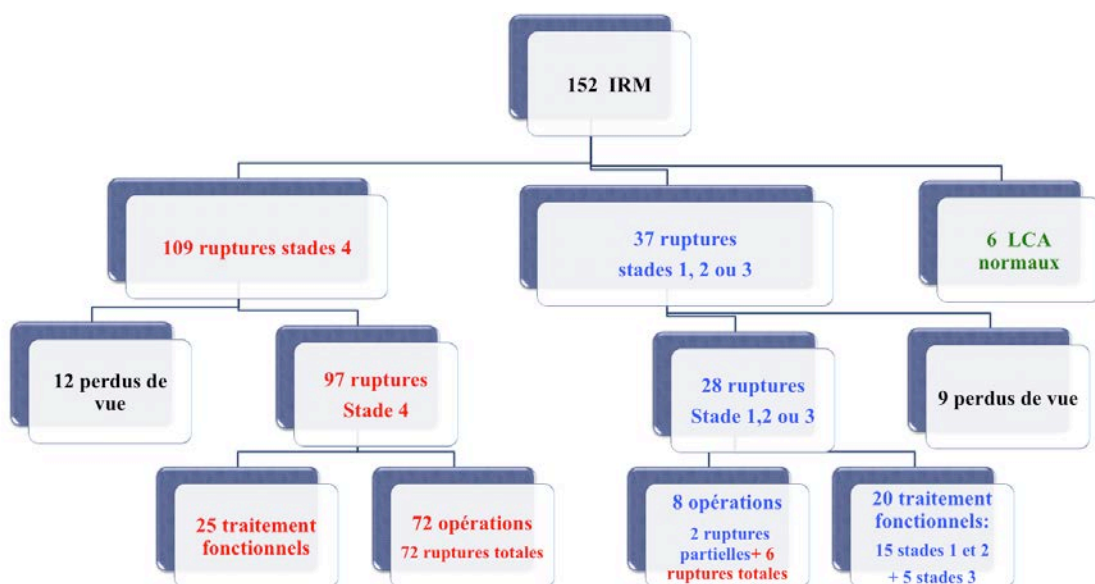 152 IRM
109 ruptures stades 4
37 ruptures
stades 1, 2 ou 3
6 LCA
normaux
12 perdus de
vue
97 ruptures
Stade 4
28 ruptures
Stade 1,2 ou 3
9 perdus de vue
25 traitement
fonctionnels
72 opérations
72 ruptures totales
8 opérations
2 ruptures
partielles+ 6
ruptures totales
20 traitement
fonctionnels:
15 stades 1 et 2
+ 5 stades 3